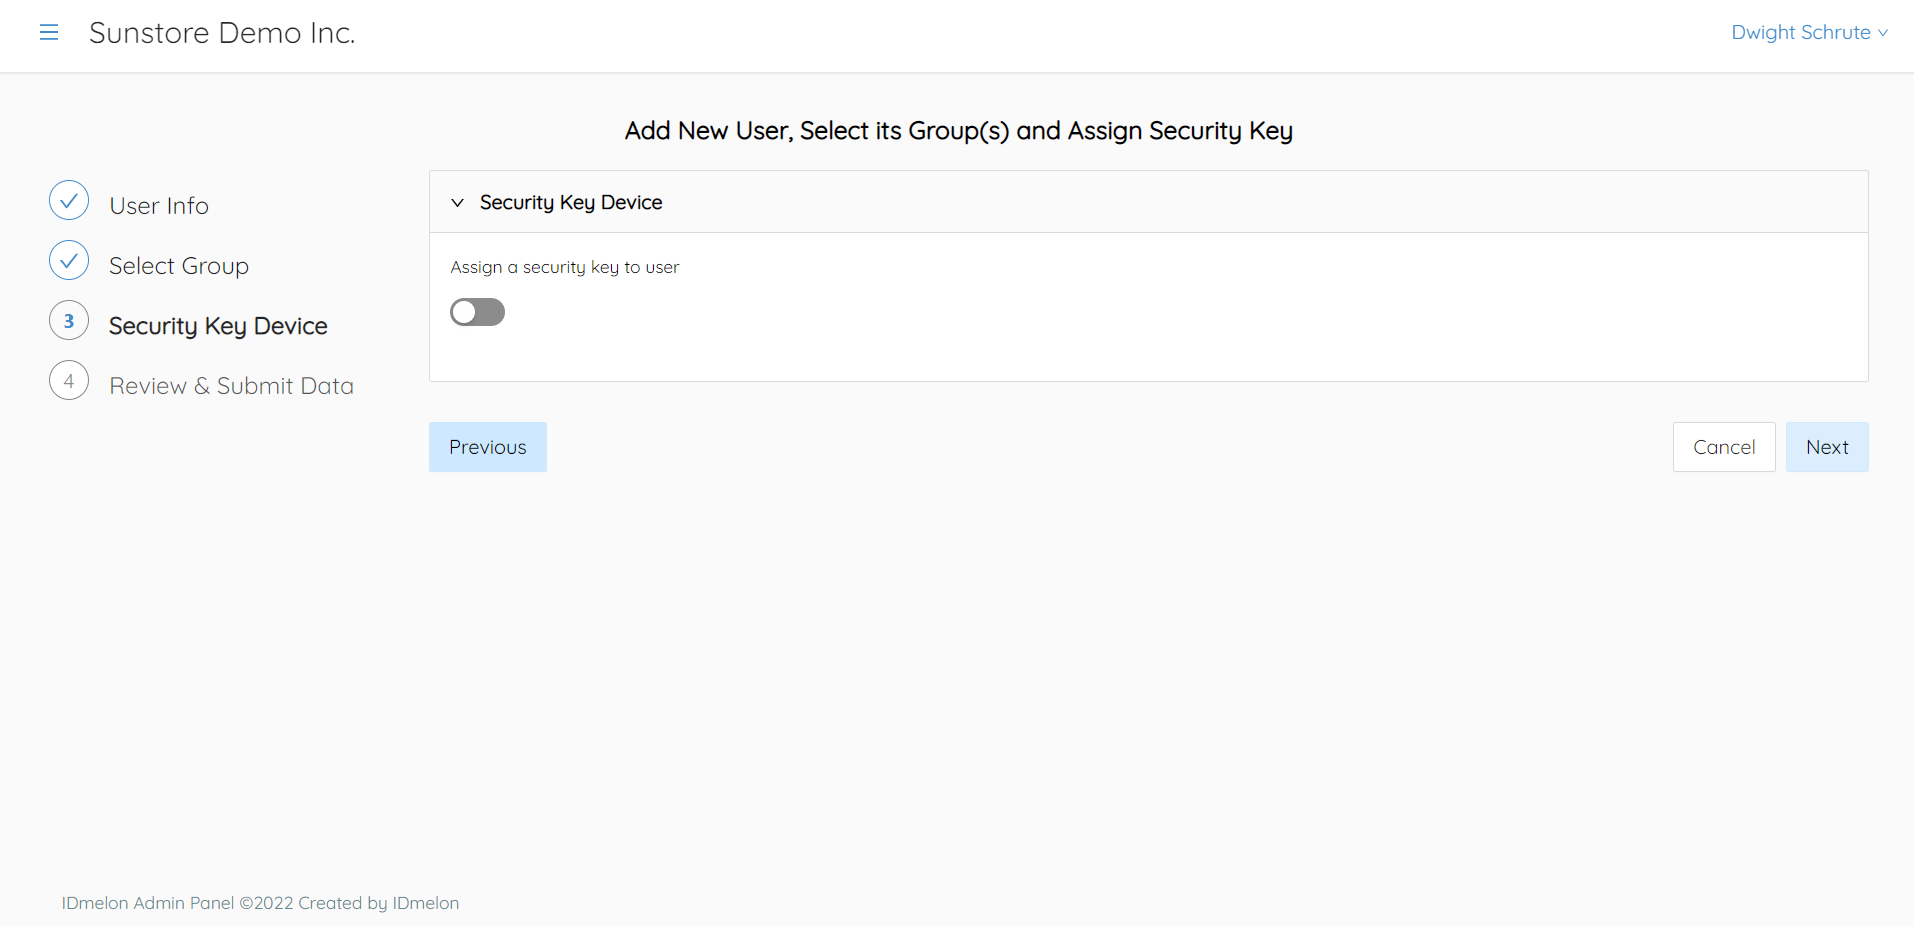 Sunstore Demo Inc.
Dwight Schrute
Add New User, Select its Group(s) and Assign Security Key
User Info
Select Group
3 Security Key Device
4 Review & Submit Data
Security Key Device
Assign a security key to user
Previous
Cancel
Next
IDmelon Admin Panel ©2022 Created by IDmelon